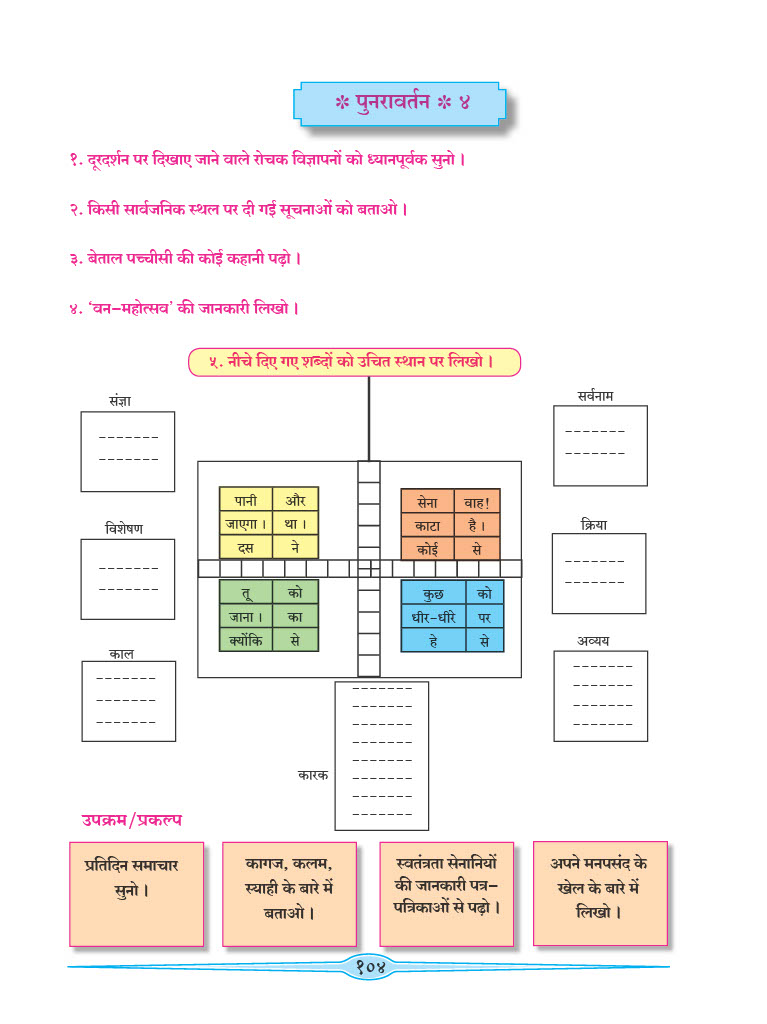 ✻ पुनरावर्तन ✻ ४
१. दूरदर्शन पर दिखाए जाने वाले रोचक विज्ञापनों को ध्यानपूर्वक सुनो ।
२. किसी सार्वजनिक स्थल पर दी गई सूचनाओं को बताओ ।
३. बेताल पच्चीसी की कोई कहानी पढ़ो ।
४. ‘वन–महोत्सव’ की जानकारी लिखो ।
५. नीचे दिए गए शब्दों को उचित स्थान पर लिखो ।
संज्ञा
सर्वनाम
विशेषण
क्रिया
काल
अव्यय
कारक
पानी और
जाएगा । था ।
दस ने
सेना वाह!
काटा है ।
कोई से
तू को
जाना । का
क्योंकि से
कुछ को
धीर-धीरे पर
हे से
उपक्रम/प्रकल्प
प्रतिदिन समाचार
सुनो ।
कागज, कलम,
स्याही के बारे में
बताओ ।
स्वतंत्रता सेनानियों
की जानकारी पत्र–
पत्रिकाओं से पढ़ो ।
अपने मनपसंद के
खेल के बारे में
लिखो ।
१०४